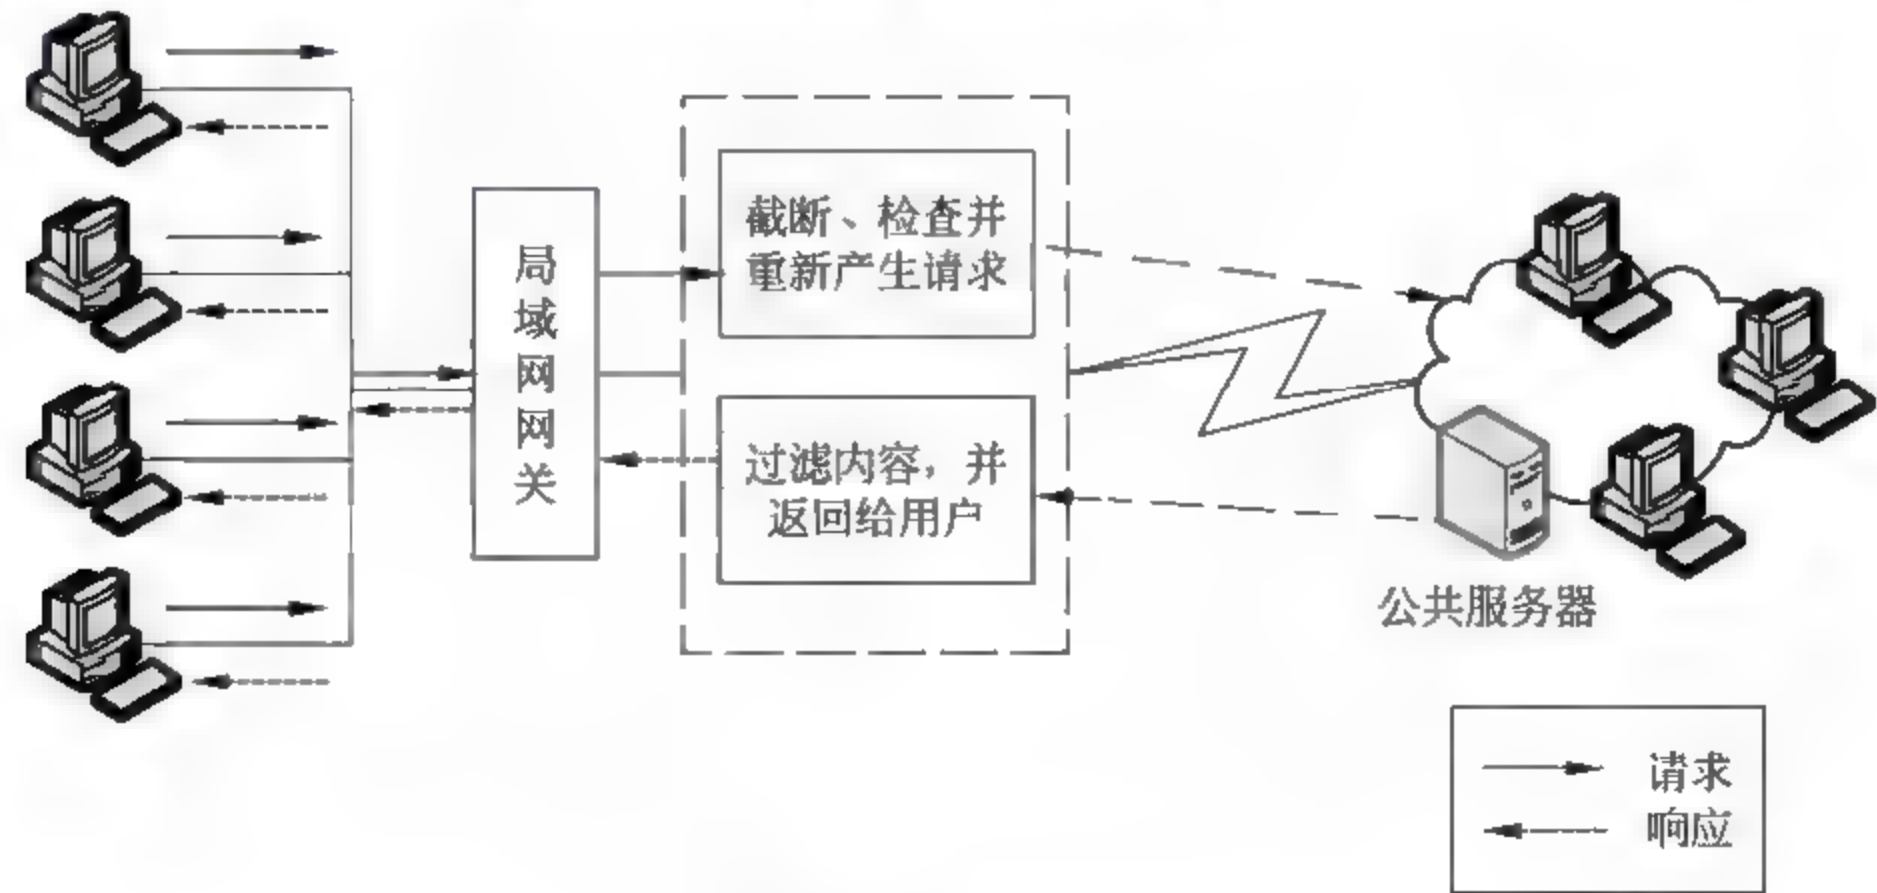 局域网网关
截断、检查并
重新产生请求
过滤内容，并
返回给用户
公共服务器
请求
响应